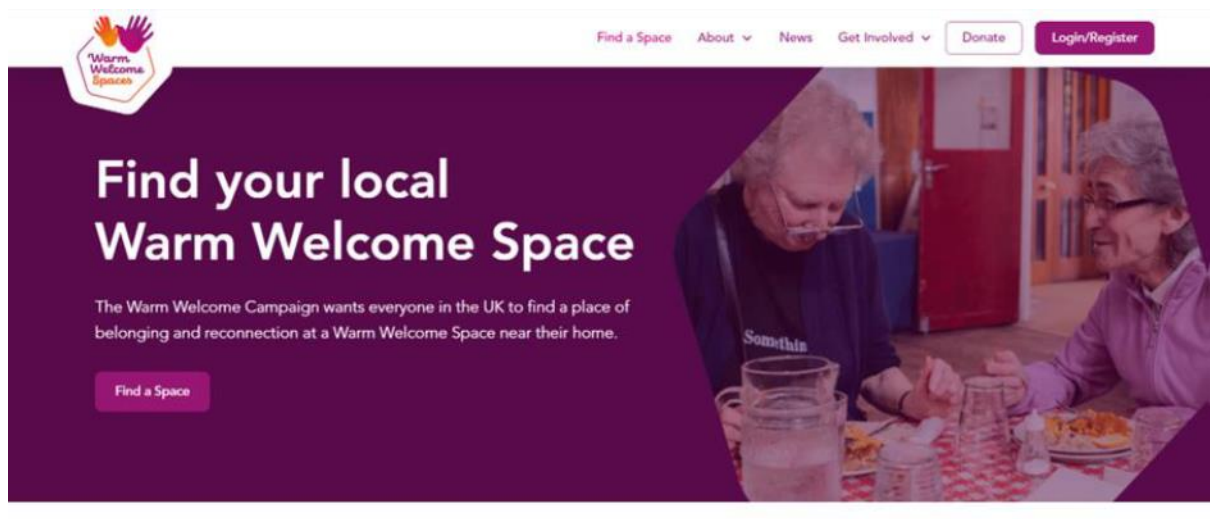 Warm
Welcome
Spaces
Find a Space
About
News
Get Involved
Donate
Login/Register
Find your local
Warm Welcome Space
The Warm Welcome Campaign wants everyone in the UK to find a place of
belonging and reconnection at a Warm Welcome Space near their home.
Find a Space
Somethin